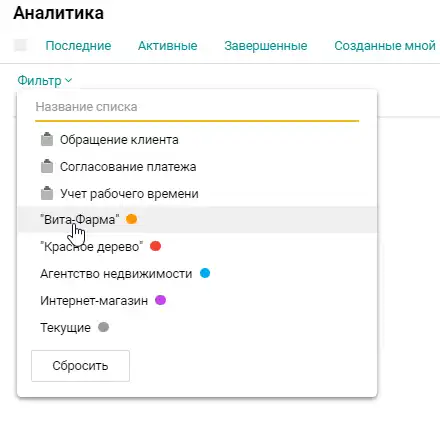 Аналитика
Последние Активные Завершенные Созданные мной
Фильтр
Название списка
Обращение клиента
Согласование платежа
Учет рабочего времени
"Вита-Фарма"
"Красное дерево"
Агентство недвижимости
Интернет-магазин
Текущие
Сбросить